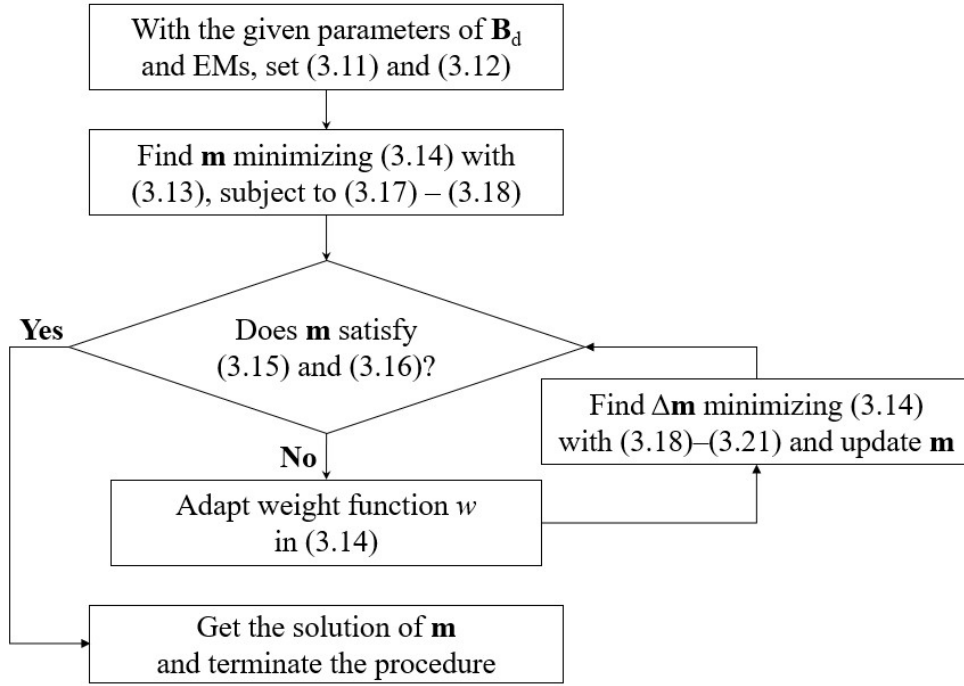 With the given parameters of B_d
and EMs, set (3.11) and (3.12)
Find m minimizing (3.14) with
(3.13), subject to (3.17) – (3.18)
Does m satisfy
(3.15) and (3.16)?
Yes
No
Adapt weight function w
in (3.14)
Find Δm minimizing (3.14)
with (3.18)–(3.21) and update m
Get the solution of m
and terminate the procedure